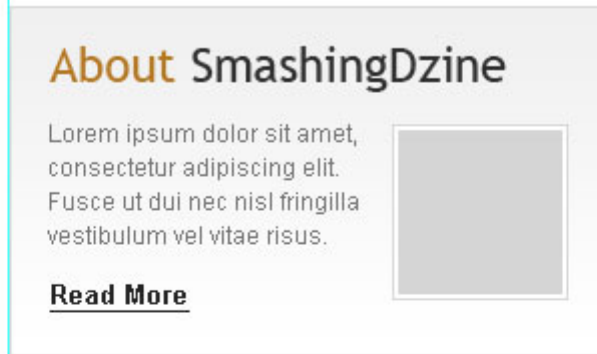 About SmashingDzine
Lorem ipsum dolor sit amet,
consectetur adipiscing elit.
Fusce ut dui nec nisl fringilla
vestibulum vel vitae risus.
Read More